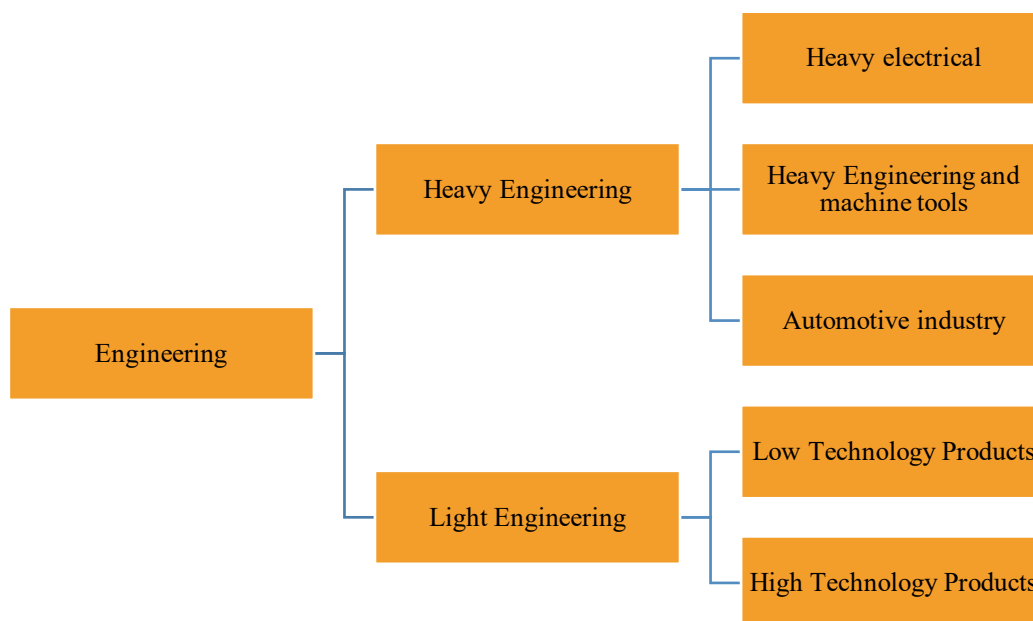 Heavy electrical
Heavy Engineering
Heavy Engineering and
machine tools
Automotive industry
Engineering
Low Technology Products
Light Engineering
High Technology Products